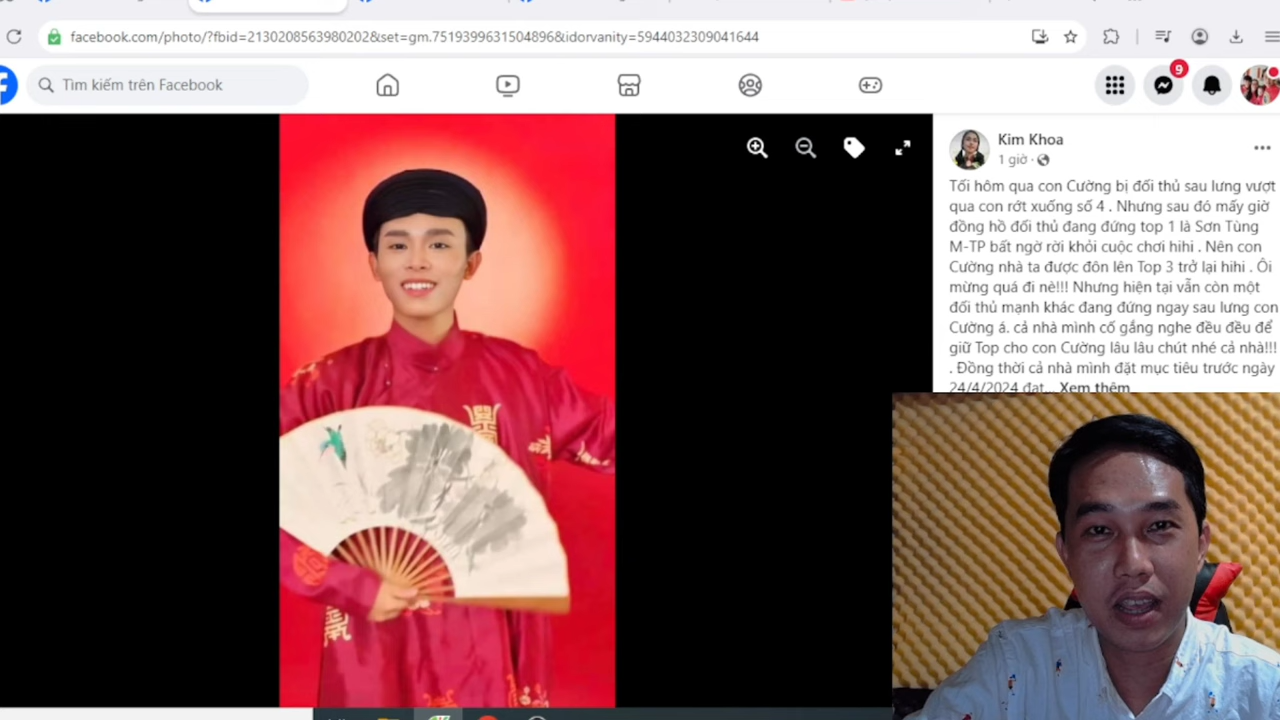 facebook.com/photo/?fbid=2130208563980202&set=gm.7519399631504896&idorvanity=5944032309041644
Tìm kiếm trên Facebook
9
Kim Khoa
1 giờ ·
Tối hôm qua con Cường bị đối thủ sau lưng vượt
qua con rớt xuống số 4 . Nhưng sau đó mấy giờ
đồng hồ đối thủ đang đứng top 1 là Sơn Tùng
M-TP bất ngờ rời khỏi cuộc chơi hihi . Nên con
Cường nhà ta được đôn lên Top 3 trở lại hihi . Ôi
mừng quá đi nè!!! Nhưng hiện tại vẫn còn một
đối thủ mạnh khác đang đứng ngay sau lưng con
Cường á. cả nhà mình cố gắng nghe đều đều để
giữ Top cho con Cường lâu lâu chút nhé cả nhà!!!
. Đồng thời cả nhà mình đặt mục tiêu trước ngày
24/4/2024 đạt... Xem thêm